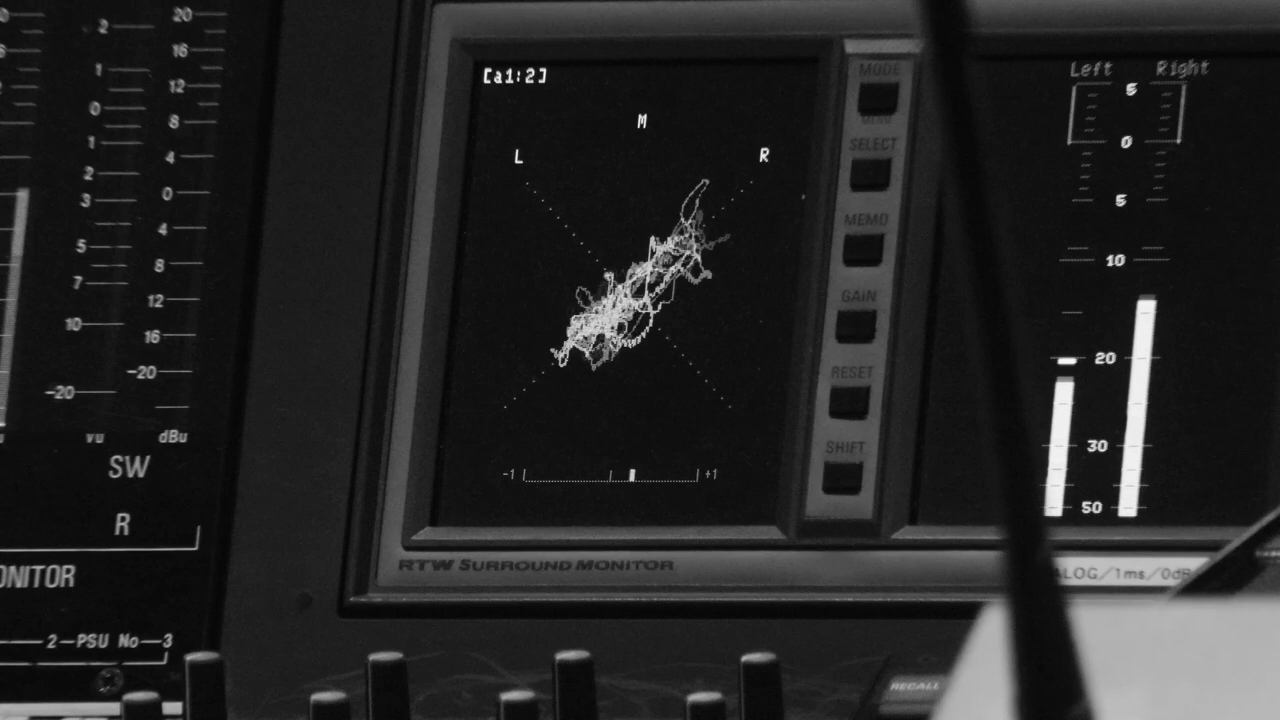 20
16
12
8
4
0
4
8
12
16
-20
dBu
2
1
0
1
2
3
5
7
10
-20
vu
SW
R
ONITOR
2-PSU No-3
[a1:2]
M
L
R
-1
+1
RTW SURROUND MONITOR
MODE
MENU
SELECT
MEMO
GAIN
RESET
SHIFT
Left Right
5
0
5
10
20
30
50
ALOG/1ms/0dB
RECALL